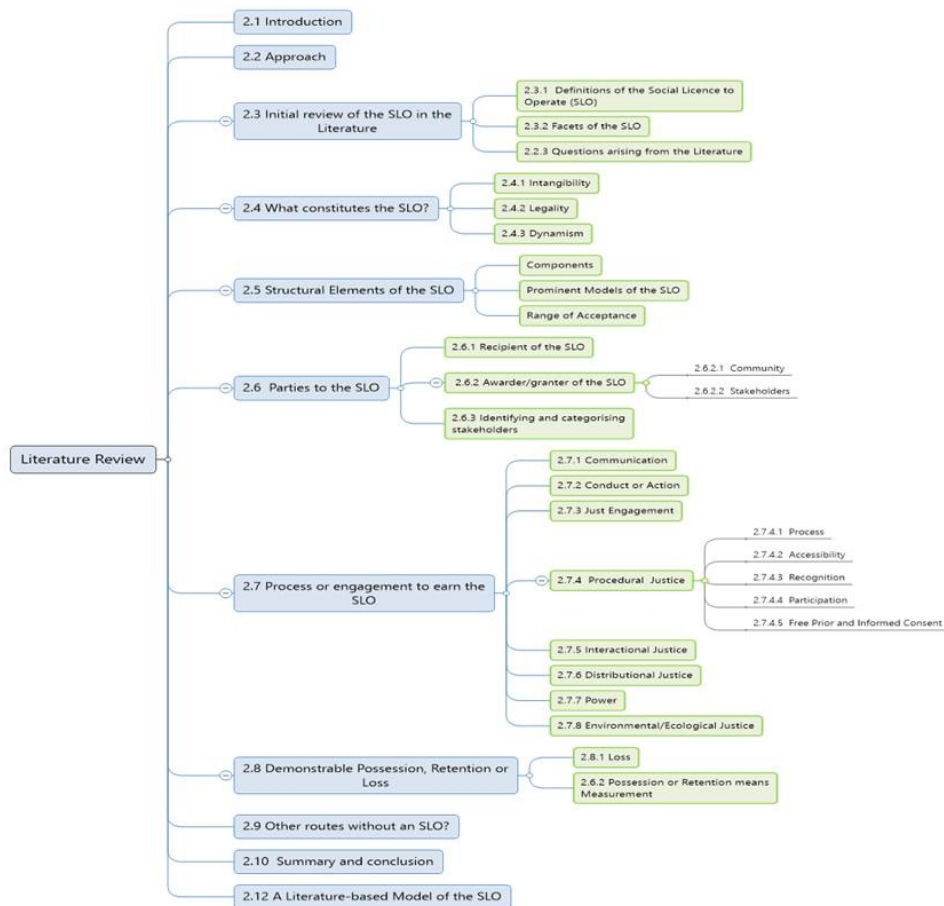 Literature Review
2.1 Introduction
2.2 Approach
2.3 Initial review of the SLO in the
Literature
2.3.1 Definitions of the Social Licence to
Operate (SLO)
2.3.2 Facets of the SLO
2.2.3 Questions arising from the Literature
2.4 What constitutes the SLO?
2.4.1 Intangibility
2.4.2 Legality
2.4.3 Dynamism
2.5 Structural Elements of the SLO
Components
Prominent Models of the SLO
Range of Acceptance
2.6 Parties to the SLO
2.6.1 Recipient of the SLO
2.6.2 Awarder/granter of the SLO
2.6.2.1 Community
2.6.2.2 Stakeholders
2.6.3 Identifying and categorising
stakeholders
2.7 Process or engagement to earn the
SLO
2.7.1 Communication
2.7.2 Conduct or Action
2.7.3 Just Engagement
2.7.4 Procedural Justice
2.7.4.1 Process
2.7.4.2 Accessibility
2.7.4.3 Recognition
2.7.4.4 Participation
2.7.4.5 Free Prior and Informed Consent
2.7.5 Interactional Justice
2.7.6 Distributional Justice
2.7.7 Power
2.7.8 Environmental/Ecological Justice
2.8 Demonstrable Possession, Retention or
Loss
2.8.1 Loss
2.6.2 Possession or Retention means
Measurement
2.9 Other routes without an SLO?
2.10 Summary and conclusion
2.12 A Literature-based Model of the SLO